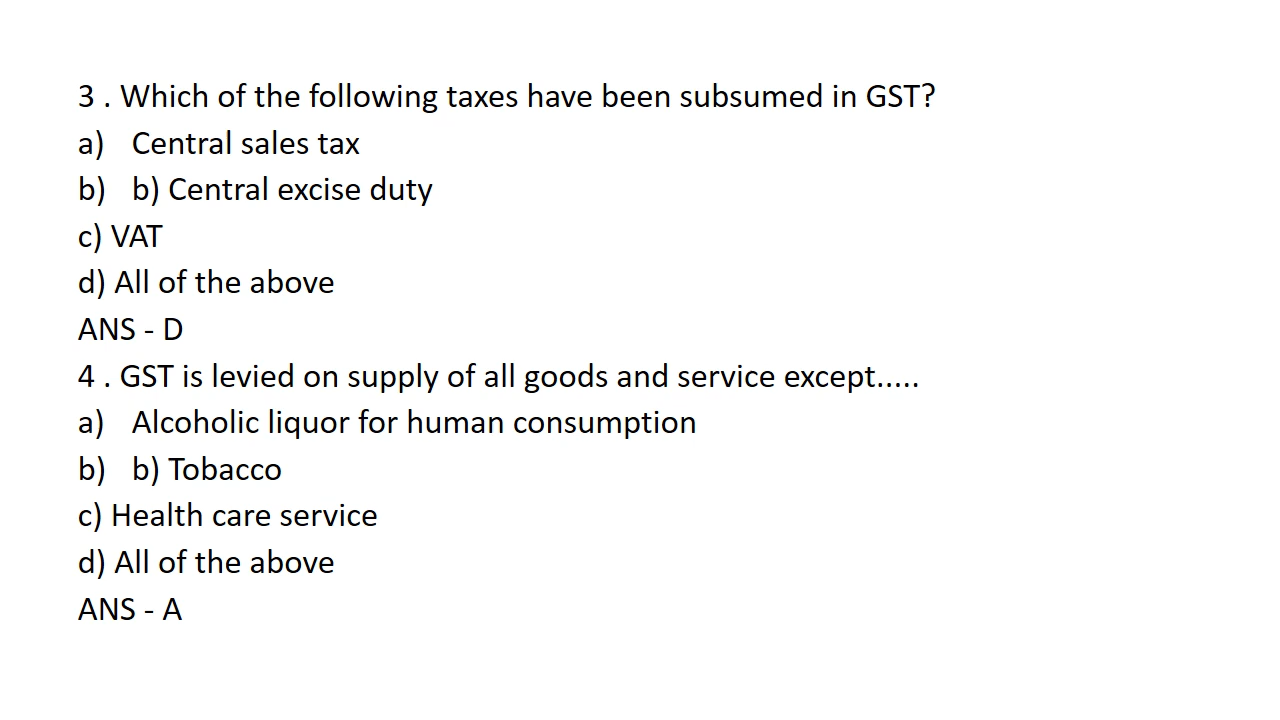 3 . Which of the following taxes have been subsumed in GST?
a) Central sales tax
b) b) Central excise duty
c) VAT
d) All of the above
ANS - D
4 . GST is levied on supply of all goods and service except.....
a) Alcoholic liquor for human consumption
b) b) Tobacco
c) Health care service
d) All of the above
ANS - A